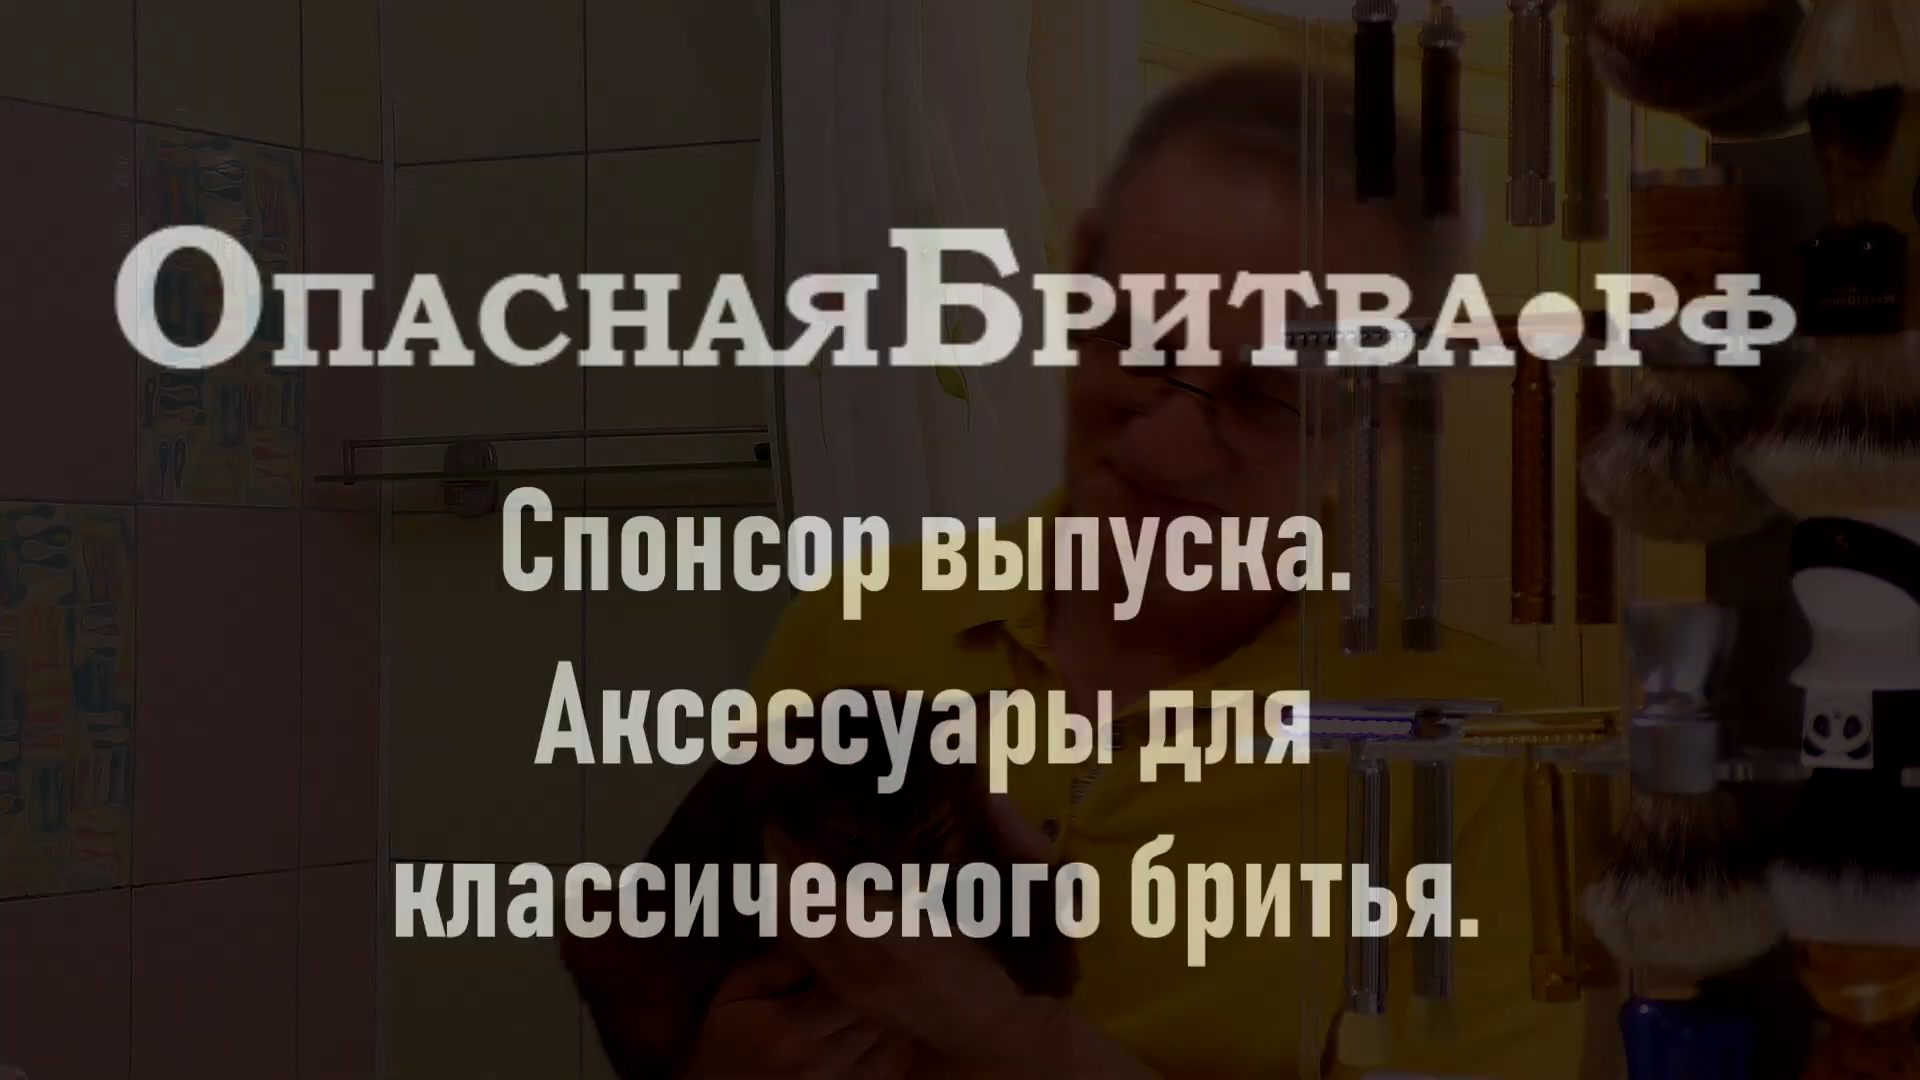 ОпаснаяБритва•рф
Спонсор выпуска.
Аксессуары для
классического бритья.